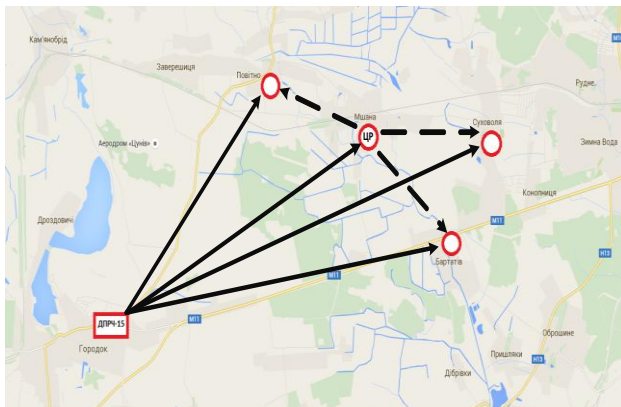 Кам'янобрід
Заверешиця
Повітно
Рудне
Мшана
ЦР
Суховоля
Аеродром «Цунів»
Зимна Вода
Конопниця
Дроздовичі
М11
Бартатів
М11
Н13
ДПРЧ-15
М11
Городок
Оброшине
Пришляки
Н13
Дібрівки